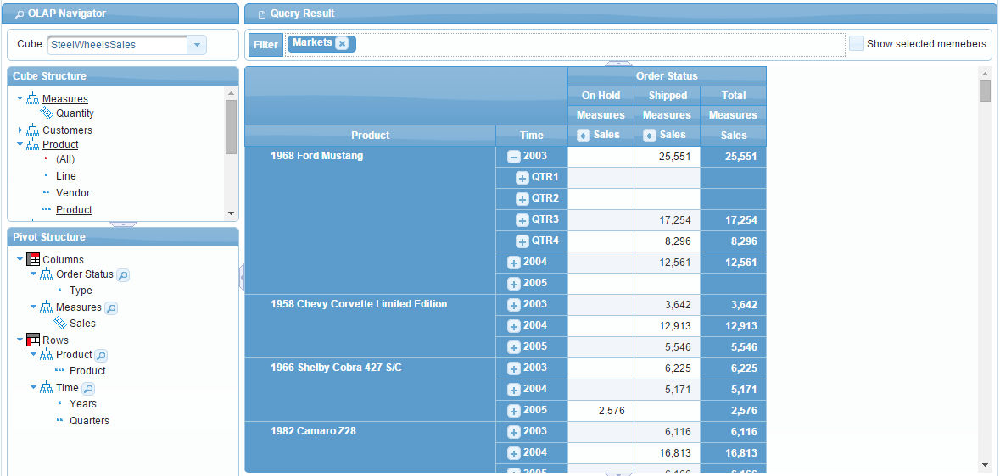 OLAP Navigator
Cube SteelWheelsSales
Cube Structure
Measures
Quantity
Customers
Product
(All)
Line
Vendor
Product
Pivot Structure
Columns
Order Status
Type
Measures
Sales
Rows
Product
Product
Time
Years
Quarters
Query Result
Filter Markets Show selected memebers
Order Status
On Hold Shipped Total
Measures Measures Measures
Product Time Sales Sales Sales
1968 Ford Mustang 2003 25,551 25,551
QTR1
QTR2
QTR3 17,254 17,254
QTR4 8,296 8,296
2004 12,561 12,561
2005
1958 Chevy Corvette Limited Edition 2003 3,642 3,642
2004 12,913 12,913
2005 5,546 5,546
1966 Shelby Cobra 427 S/C 2003 6,225 6,225
2004 5,171 5,171
2005 2,576 2,576
1982 Camaro Z28 2003 6,116 6,116
2004 16,813 16,813